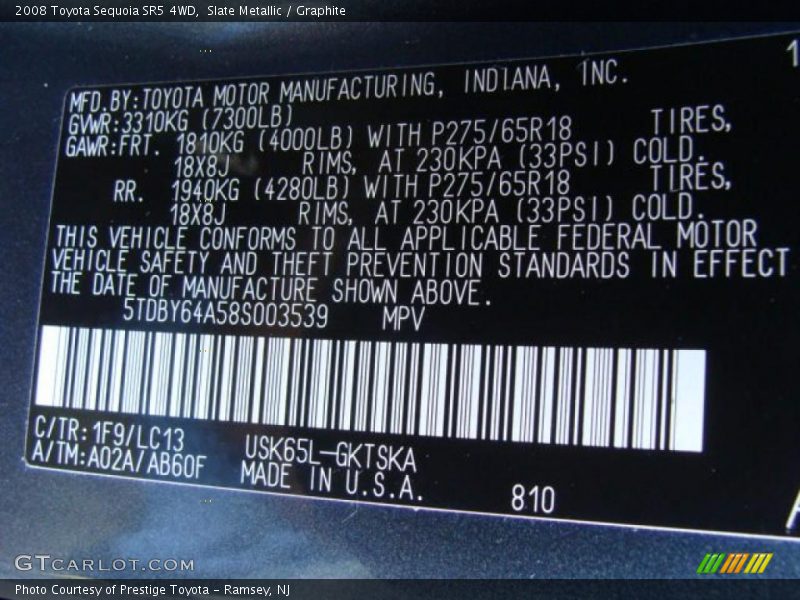 2008 Toyota Sequoia SR5 4WD, Slate Metallic / Graphite
MFD.BY:TOYOTA MOTOR MANUFACTURING, INDIANA, INC.
GVWR:3310KG (7300LB)
GAWR:FRT. 1810KG (4000LB) WITH P275/65R18 TIRES,
18X8J RIMS, AT 230KPA (33PSI) COLD.
RR. 1940KG (4280LB) WITH P275/65R18 TIRES,
18X8J RIMS, AT 230KPA (33PSI) COLD.
THIS VEHICLE CONFORMS TO ALL APPLICABLE FEDERAL MOTOR
VEHICLE SAFETY AND THEFT PREVENTION STANDARDS IN EFFECT
THE DATE OF MANUFACTURE SHOWN ABOVE.
5TDBY64A58S003539 MPV
C/TR:1F9/LC13 USK65L-GKTSKA
A/TM:A02A/AB60F MADE IN U.S.A. 810
GTCARLOT.COM
Photo Courtesy of Prestige Toyota - Ramsey, NJ